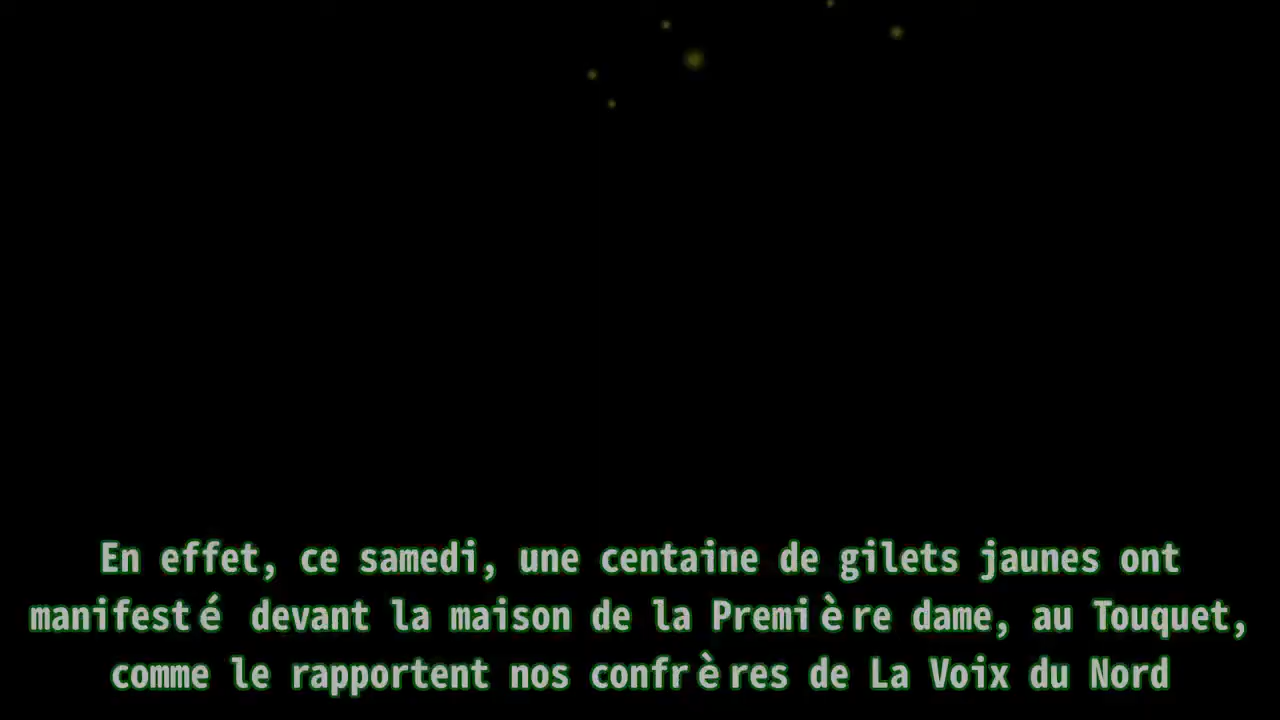 En effet, ce samedi, une centaine de gilets jaunes ont
manifesté devant la maison de la Première dame, au Touquet,
comme le rapportent nos confrères de La Voix du Nord